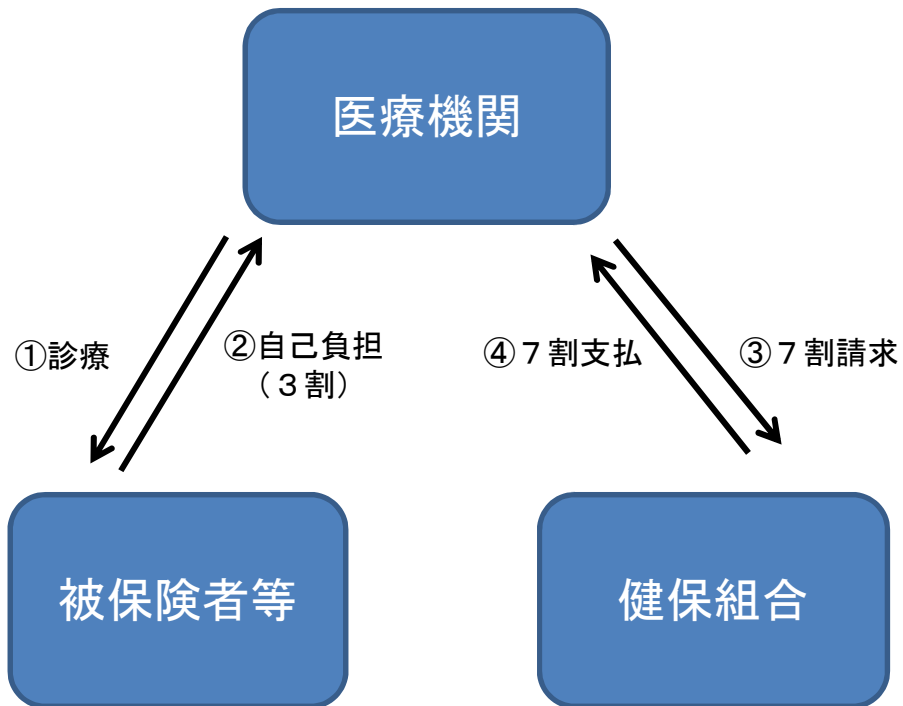 医療機関
①診療
②自己負担
（３割）
④７割支払
③７割請求
被保険者等
健保組合